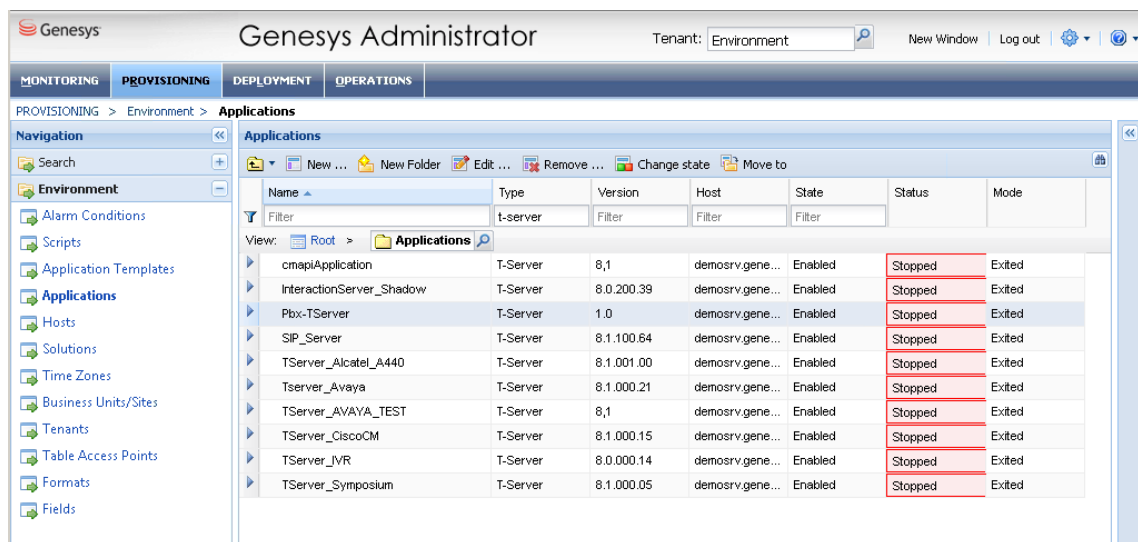 Genesys
Genesys Administrator
Tenant: Environment
New Window | Log out
MONITORING PROVISIONING DEPLOYMENT OPERATIONS
PROVISIONING > Environment > Applications
Navigation
Search
Environment
Alarm Conditions
Scripts
Application Templates
Applications
Hosts
Solutions
Time Zones
Business Units/Sites
Tenants
Table Access Points
Formats
Fields
Applications
New ... New Folder Edit ... Remove ... Change state Move to
Name Type Version Host State Status Mode
Filter t-server Filter Filter Filter
View: Root > Applications
cmapiApplication T-Server 8,1 demosrv.gene... Enabled Stopped Exited
InteractionServer_Shadow T-Server 8.0.200.39 demosrv.gene... Enabled Stopped Exited
Pbx-TServer T-Server 1.0 demosrv.gene... Enabled Stopped Exited
SIP_Server T-Server 8.1.100.64 demosrv.gene... Enabled Stopped Exited
TServer_Alcatel_A440 T-Server 8.1.001.00 demosrv.gene... Enabled Stopped Exited
Tserver_Avaya T-Server 8.1.000.21 demosrv.gene... Enabled Stopped Exited
TServer_AVAYA_TEST T-Server 8,1 demosrv.gene... Enabled Stopped Exited
TServer_CiscoCM T-Server 8.1.000.15 demosrv.gene... Enabled Stopped Exited
TServer_IVR T-Server 8.0.000.14 demosrv.gene... Enabled Stopped Exited
TServer_Symposium T-Server 8.1.000.05 demosrv.gene... Enabled Stopped Exited